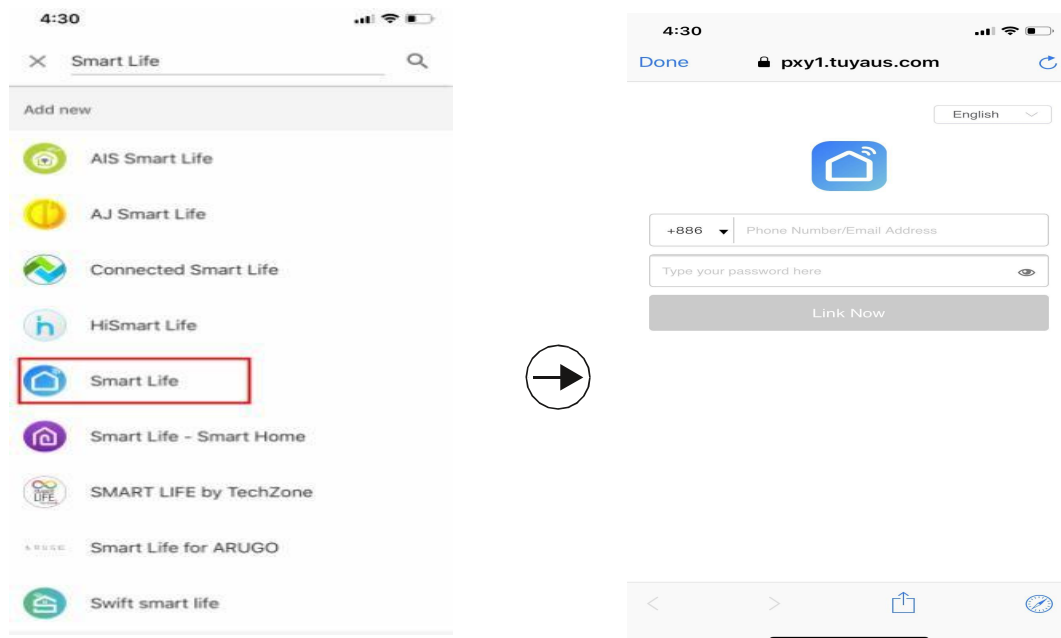 4:30
Smart Life
Add new
AIS Smart Life
AJ Smart Life
Connected Smart Life
HiSmart Life
Smart Life
Smart Life - Smart Home
SMART LIFE by TechZone
LIFE
ARUGO
Smart Life for ARUGO
Swift smart life
4:30
Done
pxy1.tuyaus.com
English
+886
Phone Number/Email Address
Type your password here
Link Now